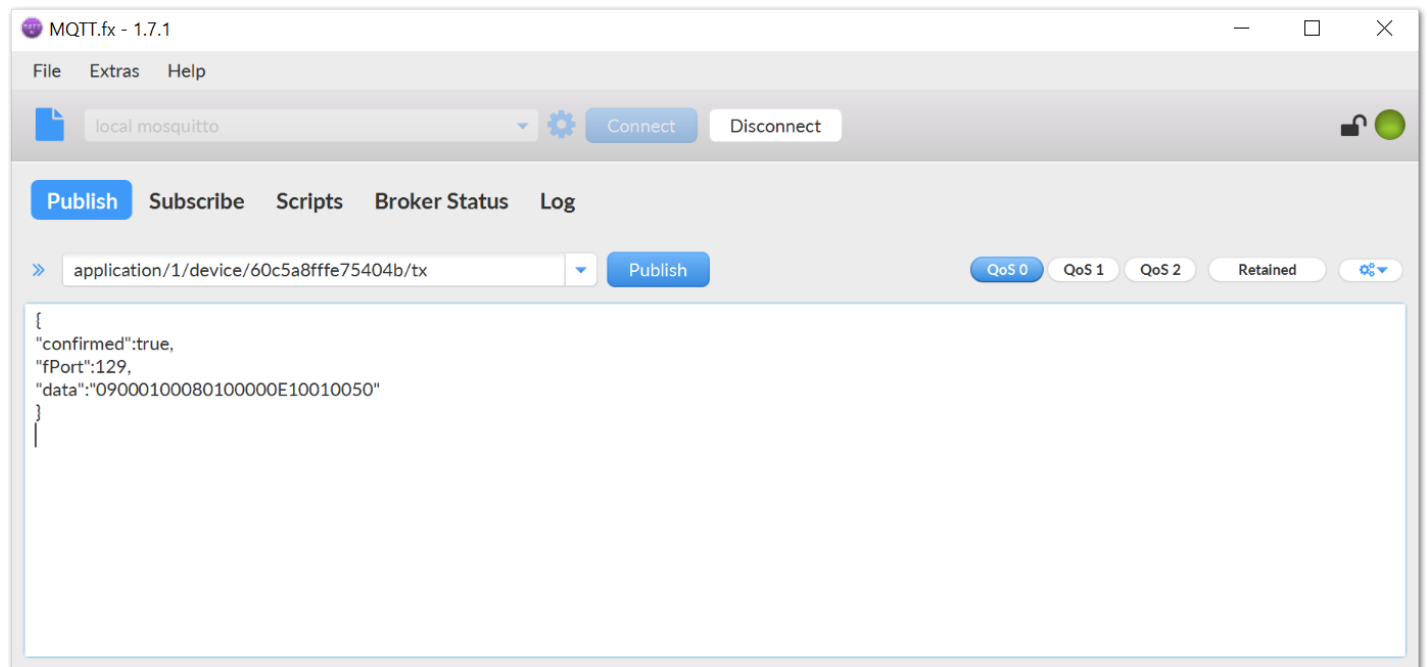 MQTT.fx - 1.7.1
File Extras Help
local mosquitto Connect Disconnect
Publish Subscribe Scripts Broker Status Log
application/1/device/60c5a8fffe75404b/tx Publish QoS 0 QoS 1 QoS 2 Retained
{
"confirmed":true,
"fPort":129,
"data":"09000100080100000E10010050"
}